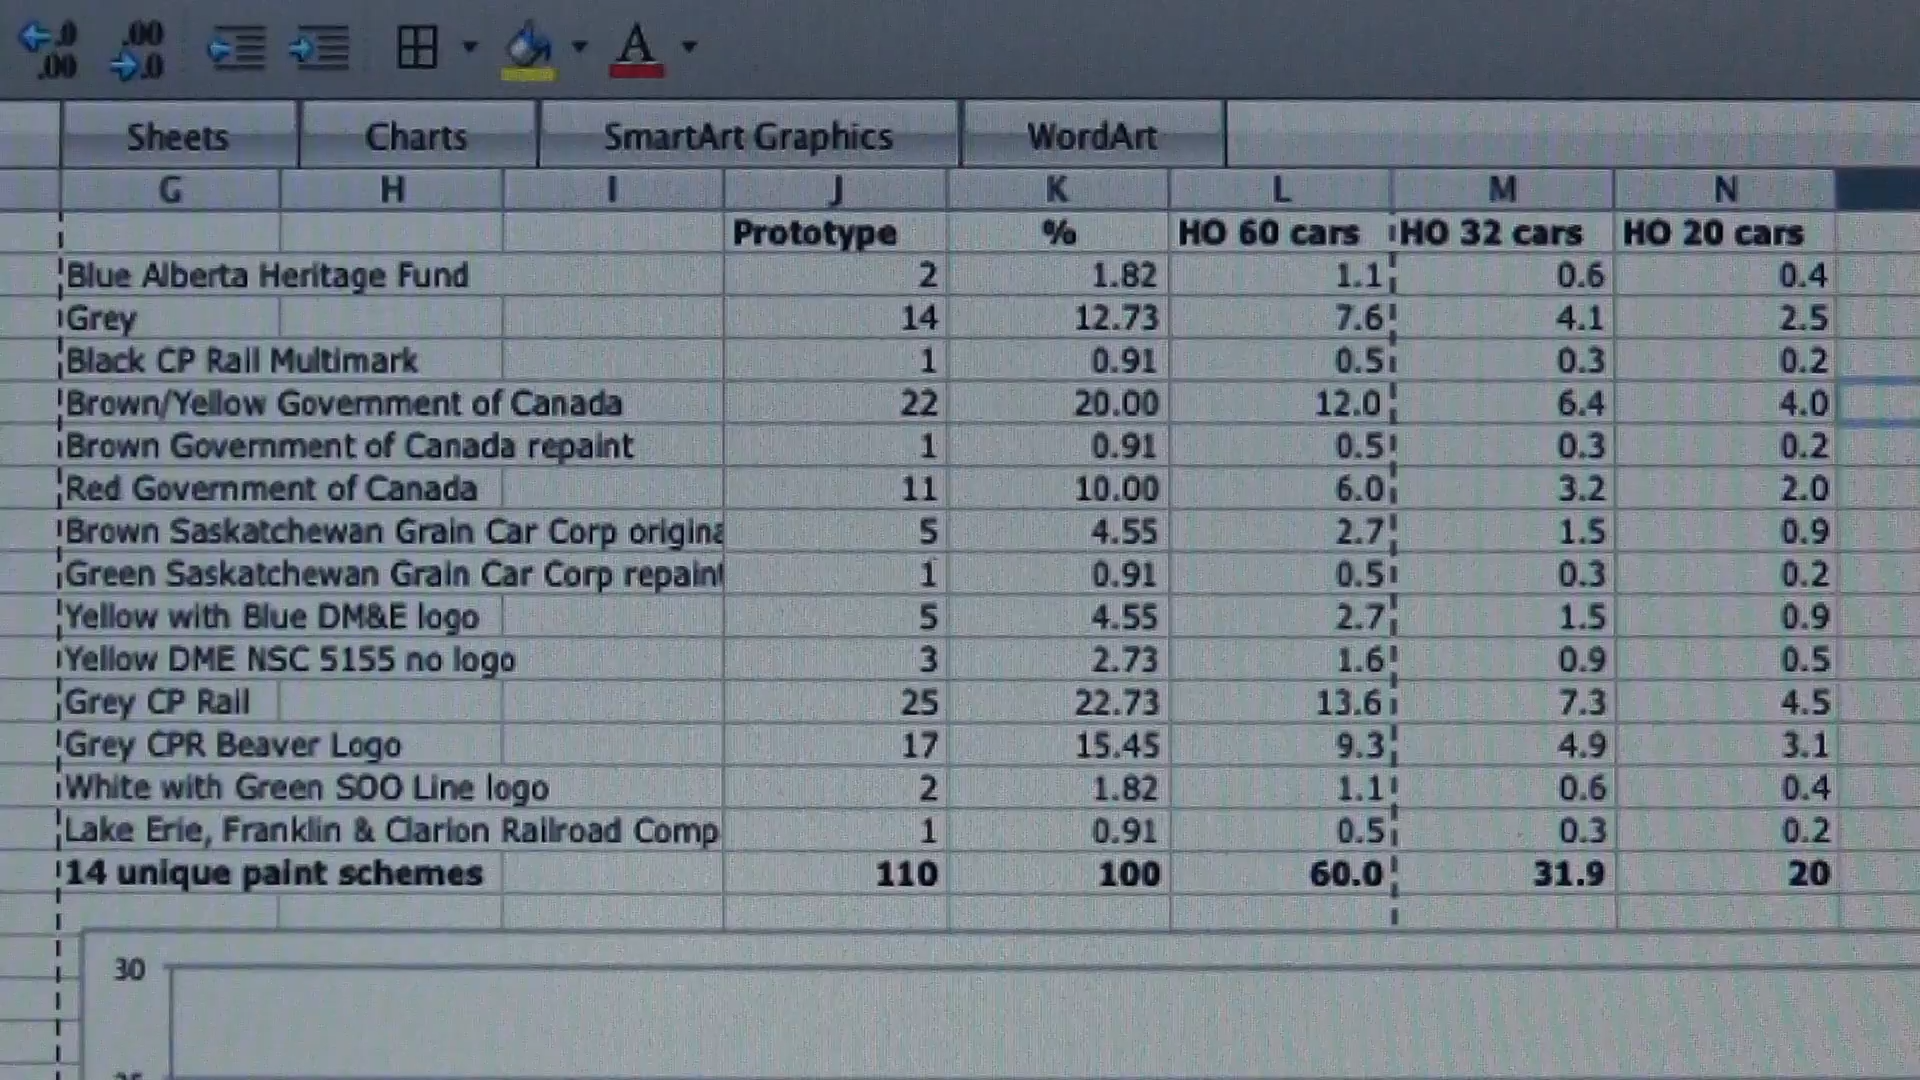 .0 .00
.00 .0
A
Sheets Charts SmartArt Graphics WordArt
G H I J K L M N
Prototype % HO 60 cars HO 32 cars HO 20 cars
Blue Alberta Heritage Fund 2 1.82 1.1 0.6 0.4
Grey 14 12.73 7.6 4.1 2.5
Black CP Rail Multimark 1 0.91 0.5 0.3 0.2
Brown/Yellow Government of Canada 22 20.00 12.0 6.4 4.0
Brown Government of Canada repaint 1 0.91 0.5 0.3 0.2
Red Government of Canada 11 10.00 6.0 3.2 2.0
Brown Saskatchewan Grain Car Corp origina 5 4.55 2.7 1.5 0.9
Green Saskatchewan Grain Car Corp repaint 1 0.91 0.5 0.3 0.2
Yellow with Blue DM&E logo 5 4.55 2.7 1.5 0.9
Yellow DME NSC 5155 no logo 3 2.73 1.6 0.9 0.5
Grey CP Rail 25 22.73 13.6 7.3 4.5
Grey CPR Beaver Logo 17 15.45 9.3 4.9 3.1
White with Green SOO Line logo 2 1.82 1.1 0.6 0.4
Lake Erie, Franklin & Clarion Railroad Comp 1 0.91 0.5 0.3 0.2
14 unique paint schemes 110 100 60.0 31.9 20
30